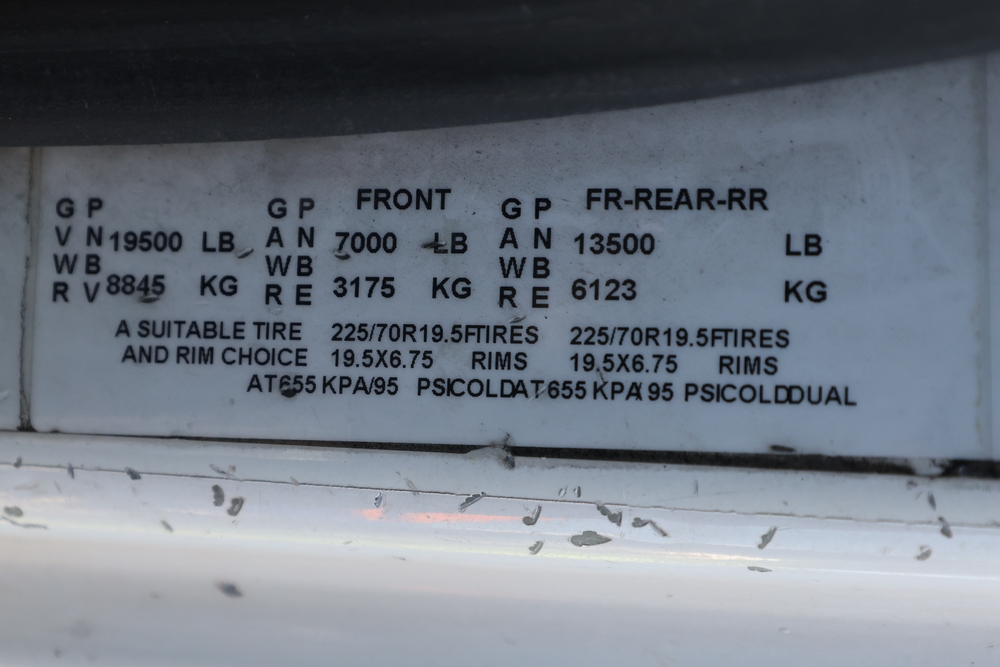 G P FRONT G P FR-REAR-RR G P
V N 19500 LB A N 7000 LB A N 13500 LB
W B W B W B
R V 8845 KG R E 3175 KG R E 6123 KG
A SUITABLE TIRE 225/70R19.5FTIRES 225/70R19.5FTIRES
AND RIM CHOICE 19.5X6.75 RIMS 19.5X6.75 RIMS
AT655 KPA/95 PSICOLDAT655 KPA/95 PSICOLDDUAL